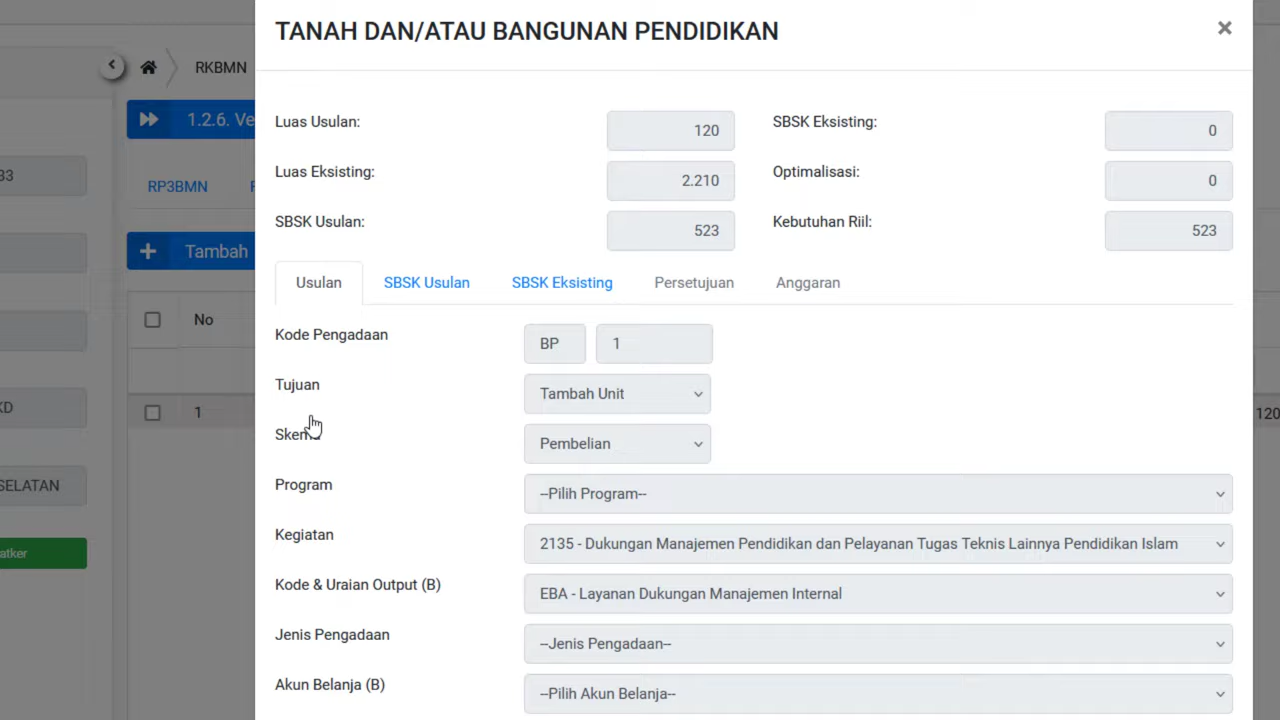 TANAH DAN/ATAU BANGUNAN PENDIDIKAN
×
RKBMN
1.2.6. Ve
RP3BMN
Tambah
No
1
120
33
KD
SELATAN
atker
Luas Usulan: 120
SBSK Eksisting: 0
Luas Eksisting: 2.210
Optimalisasi: 0
SBSK Usulan: 523
Kebutuhan Riil: 523
Usulan SBSK Usulan SBSK Eksisting Persetujuan Anggaran
Kode Pengadaan BP 1
Tujuan Tambah Unit
Skema Pembelian
Program --Pilih Program--
Kegiatan 2135 - Dukungan Manajemen Pendidikan dan Pelayanan Tugas Teknis Lainnya Pendidikan Islam
Kode & Uraian Output (B) EBA - Layanan Dukungan Manajemen Internal
Jenis Pengadaan --Jenis Pengadaan--
Akun Belanja (B) --Pilih Akun Belanja--